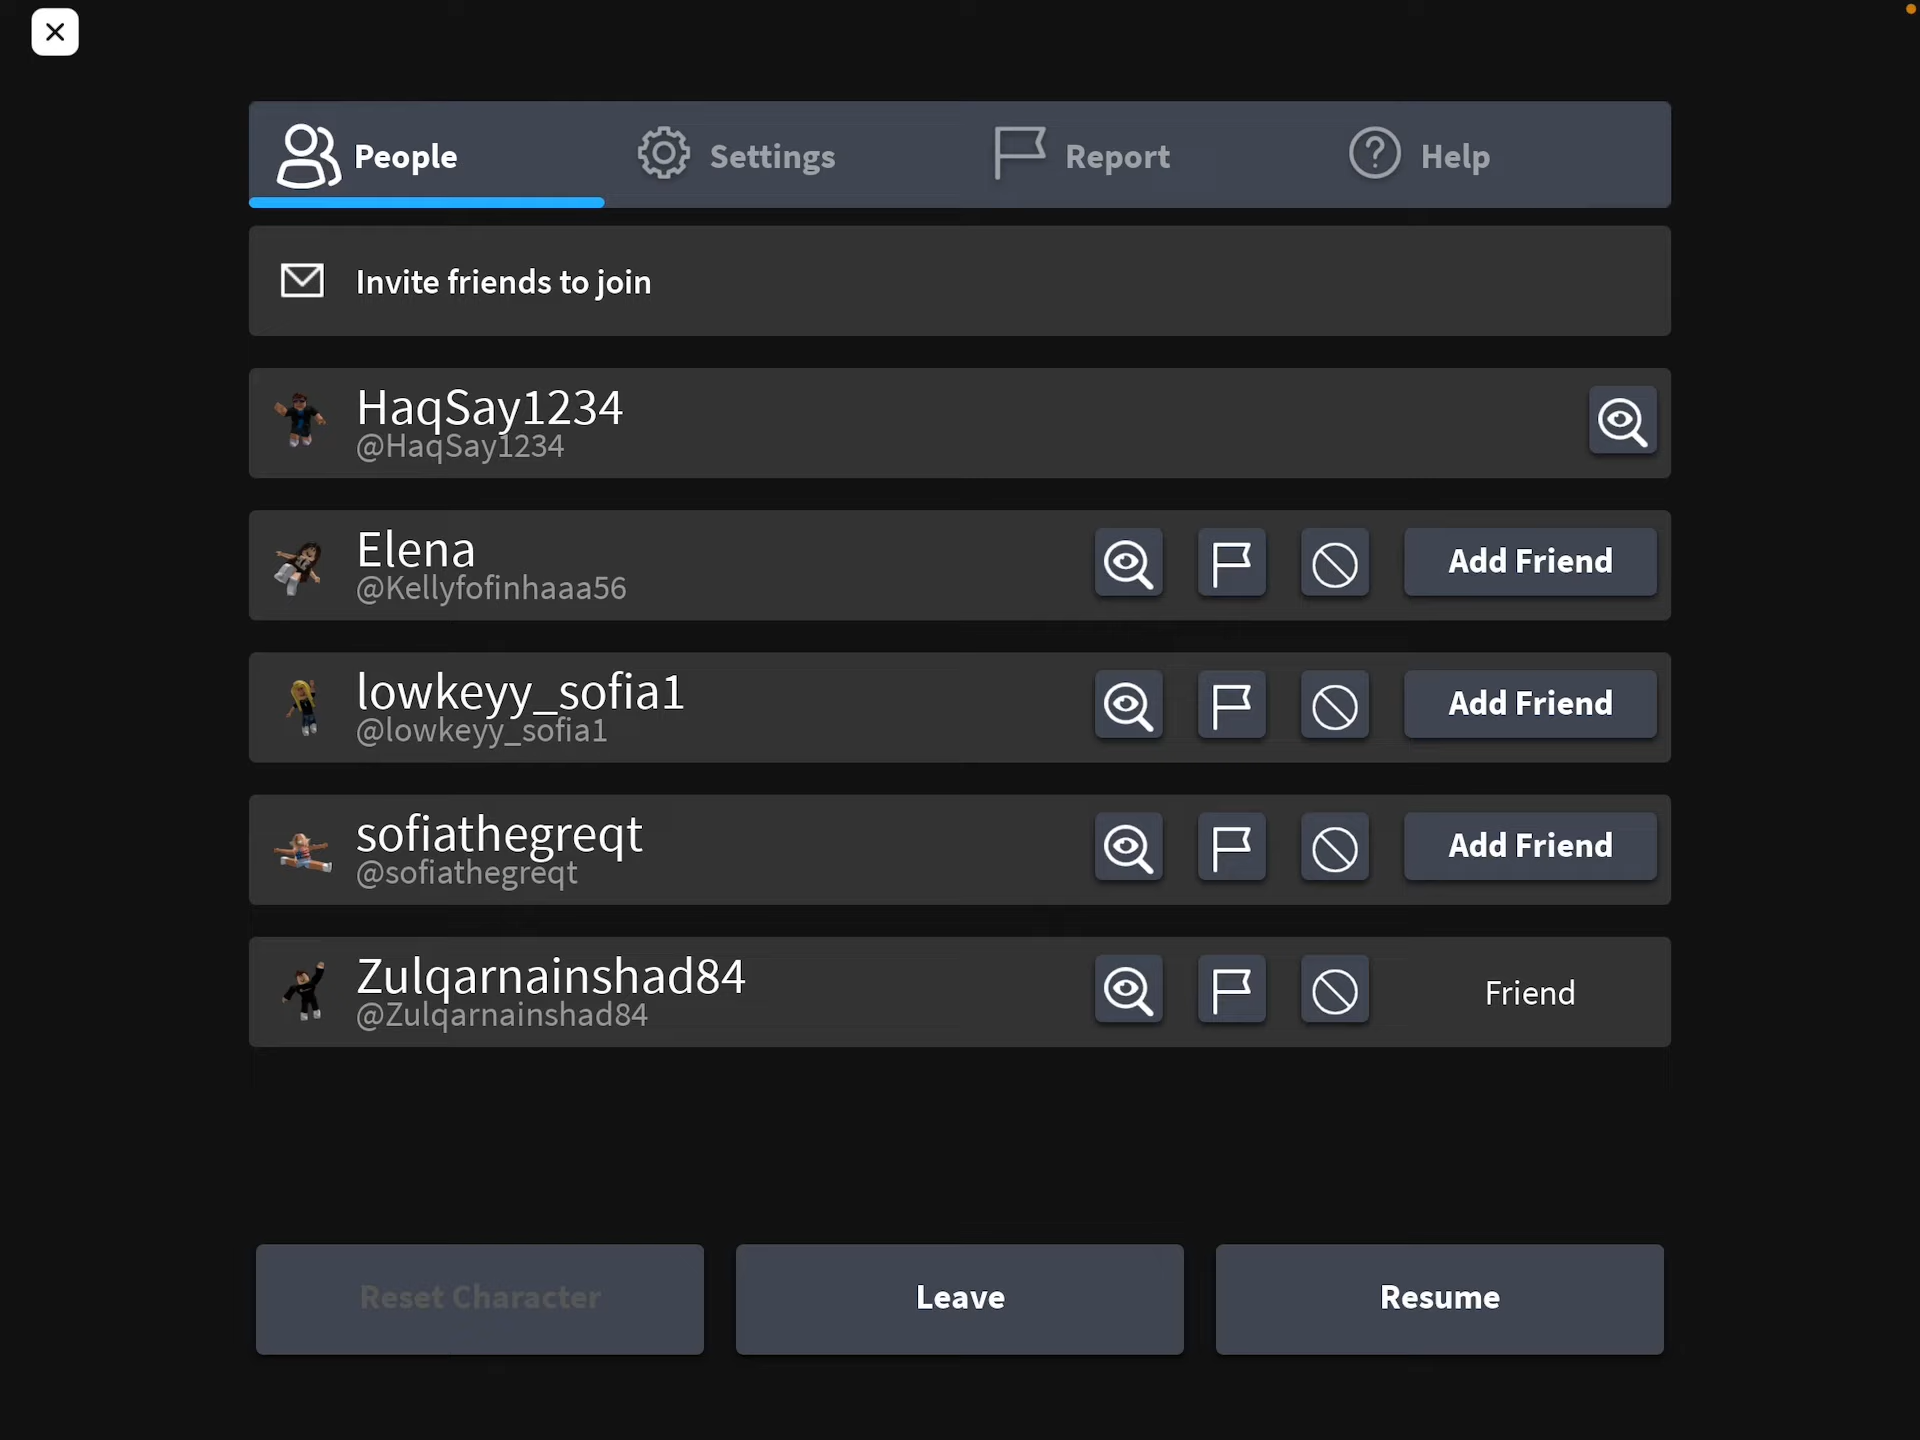 People Settings Report Help
Invite friends to join
HaqSay1234
@HaqSay1234
Elena
@Kellyfofinhaaa56
Add Friend
lowkeyy_sofia1
@lowkeyy_sofia1
Add Friend
sofiathegreqt
@sofiathegreqt
Add Friend
Zulqarnainshad84
@Zulqarnainshad84
Friend
Reset Character Leave Resume